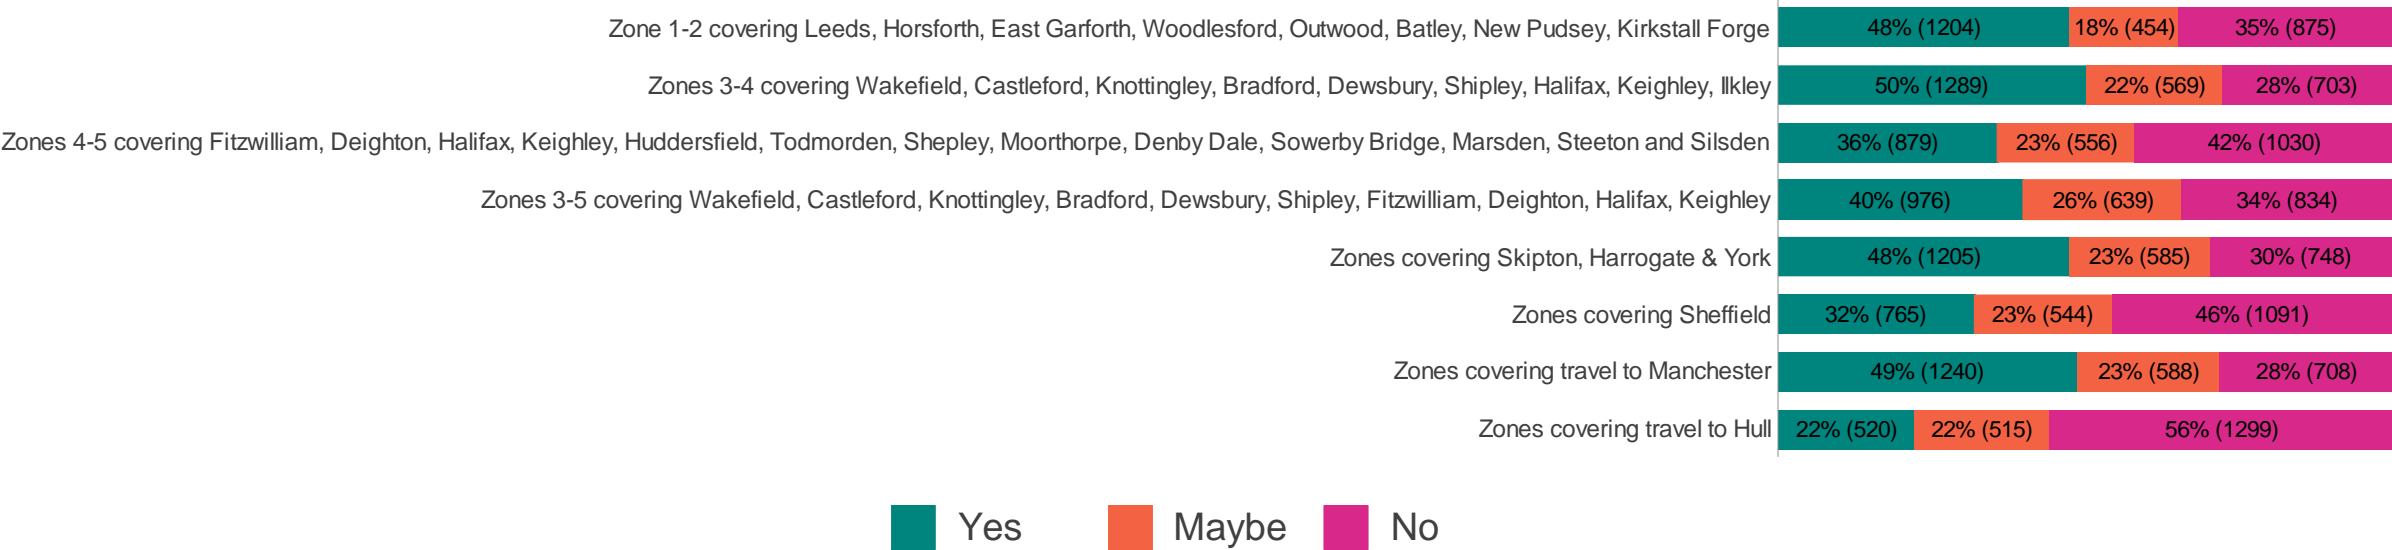 Zone 1-2 covering Leeds, Horsforth, East Garforth, Woodlesford, Outwood, Batley, New Pudsey, Kirkstall Forge 48% (1204) 18% (454) 35% (875)
Zones 3-4 covering Wakefield, Castleford, Knottingley, Bradford, Dewsbury, Shipley, Halifax, Keighley, Ilkley 50% (1289) 22% (569) 28% (703)
Zones 4-5 covering Fitzwilliam, Deighton, Halifax, Keighley, Huddersfield, Todmorden, Shepley, Moorthorpe, Denby Dale, Sowerby Bridge, Marsden, Steeton and Silsden 36% (879) 23% (556) 42% (1030)
Zones 3-5 covering Wakefield, Castleford, Knottingley, Bradford, Dewsbury, Shipley, Fitzwilliam, Deighton, Halifax, Keighley 40% (976) 26% (639) 34% (834)
Zones covering Skipton, Harrogate & York 48% (1205) 23% (585) 30% (748)
Zones covering Sheffield 32% (765) 23% (544) 46% (1091)
Zones covering travel to Manchester 49% (1240) 23% (588) 28% (708)
Zones covering travel to Hull 22% (520) 22% (515) 56% (1299)
Yes Maybe No